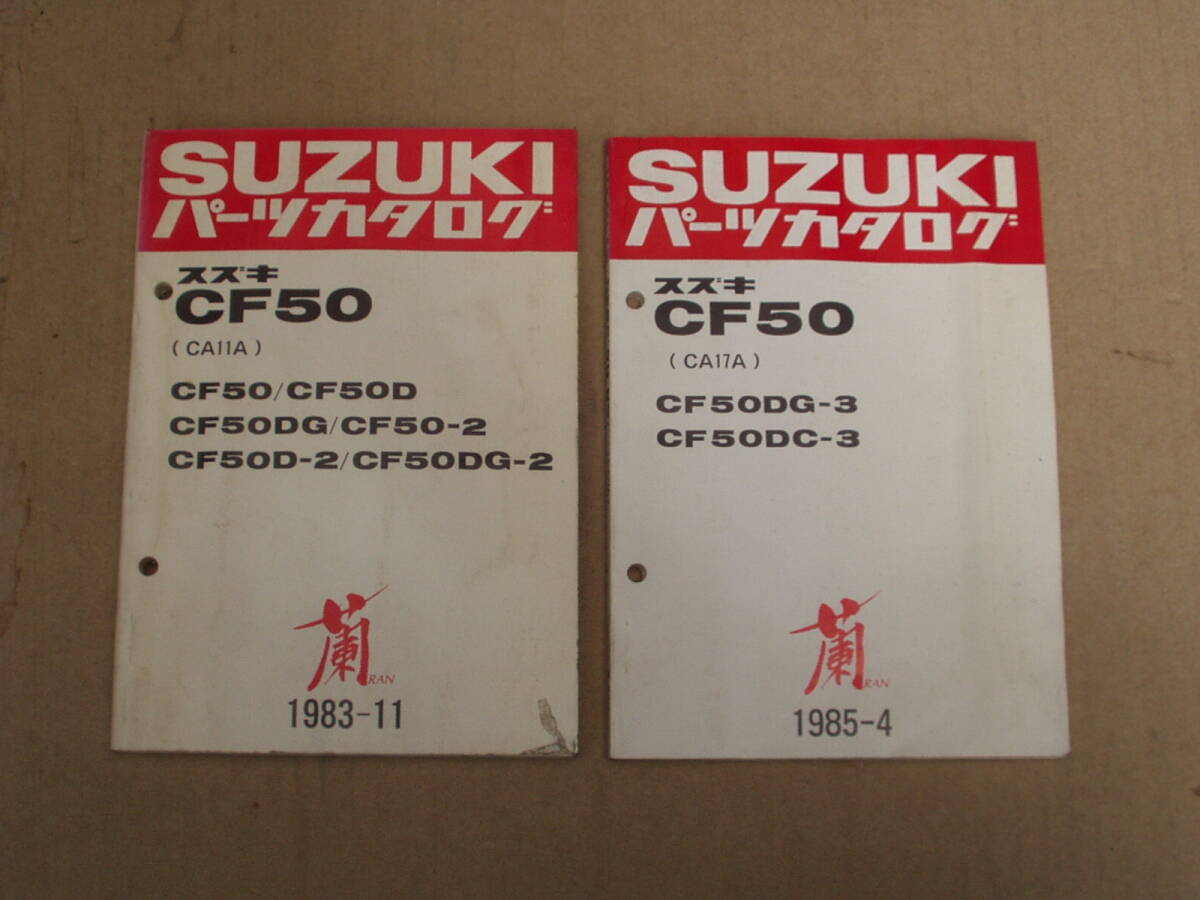 SUZUKI
パーツカタログ
スズキ
CF50
(CA11A)
CF50/CF50D
CF50DG/CF50-2
CF50D-2/CF50DG-2
蘭
RAN
1983-11
SUZUKI
パーツカタログ
スズキ
CF50
(CA17A)
CF50DG-3
CF50DC-3
蘭
RAN
1985-4